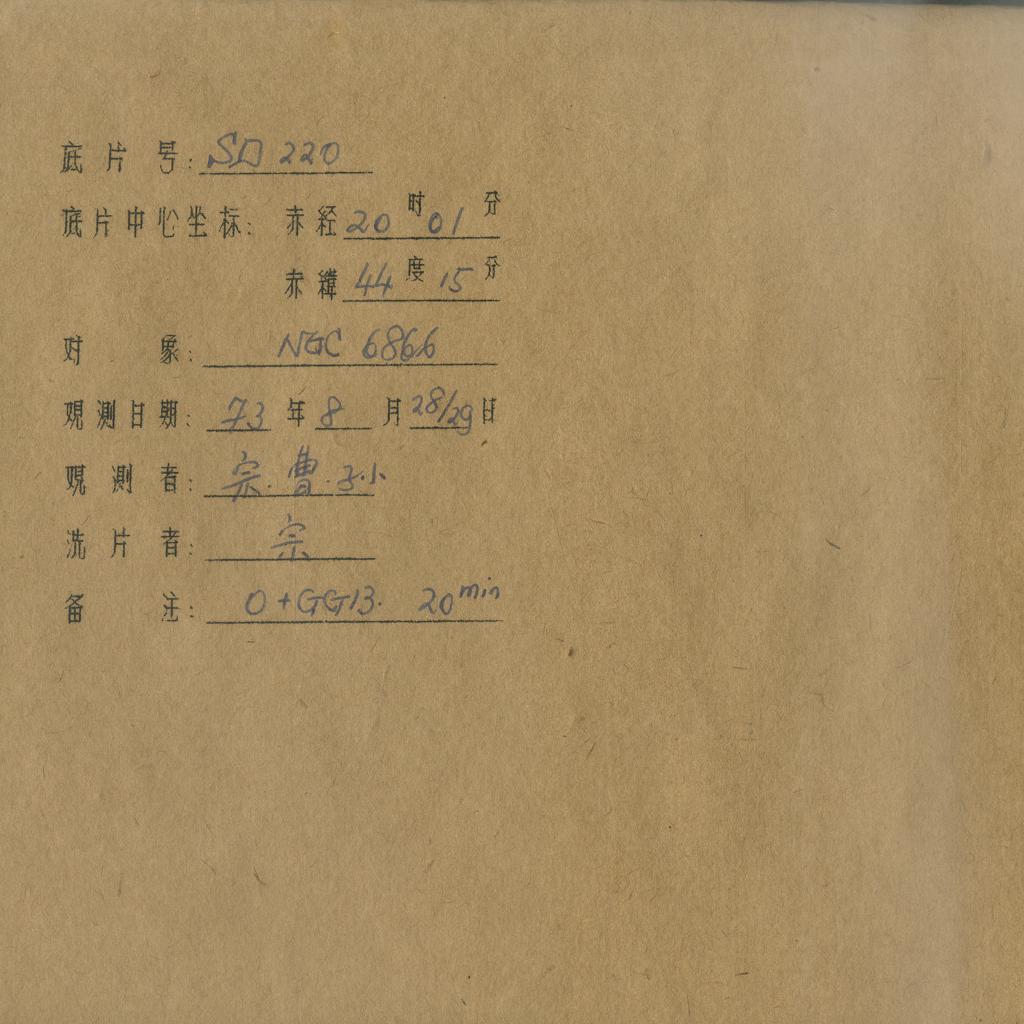 底片号: SD 220
底片中心坐标: 赤经 20 时 01 分
赤纬 44 度 15 分
对象: NGC 6866
观测日期: 73 年 8 月 28/29 日
观测者: 宗.曹.孙
洗片者: 宗
备注: O+GG13. 20min